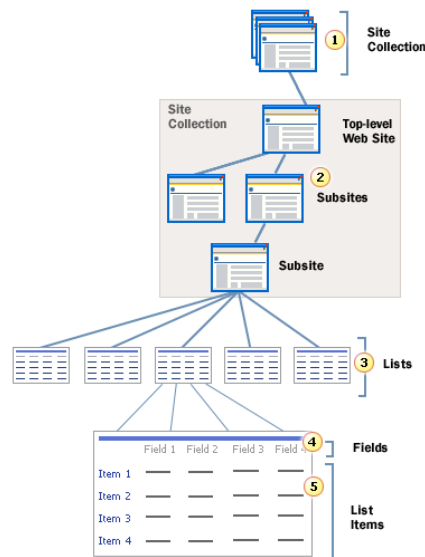 1
Site
Collection
Site
Collection
Top-level
Web Site
2
Subsites
Subsite
3
Lists
4
Field 1 Field 2 Field 3 Field 4
Fields
5
Item 1
Item 2
Item 3
Item 4
List
Items